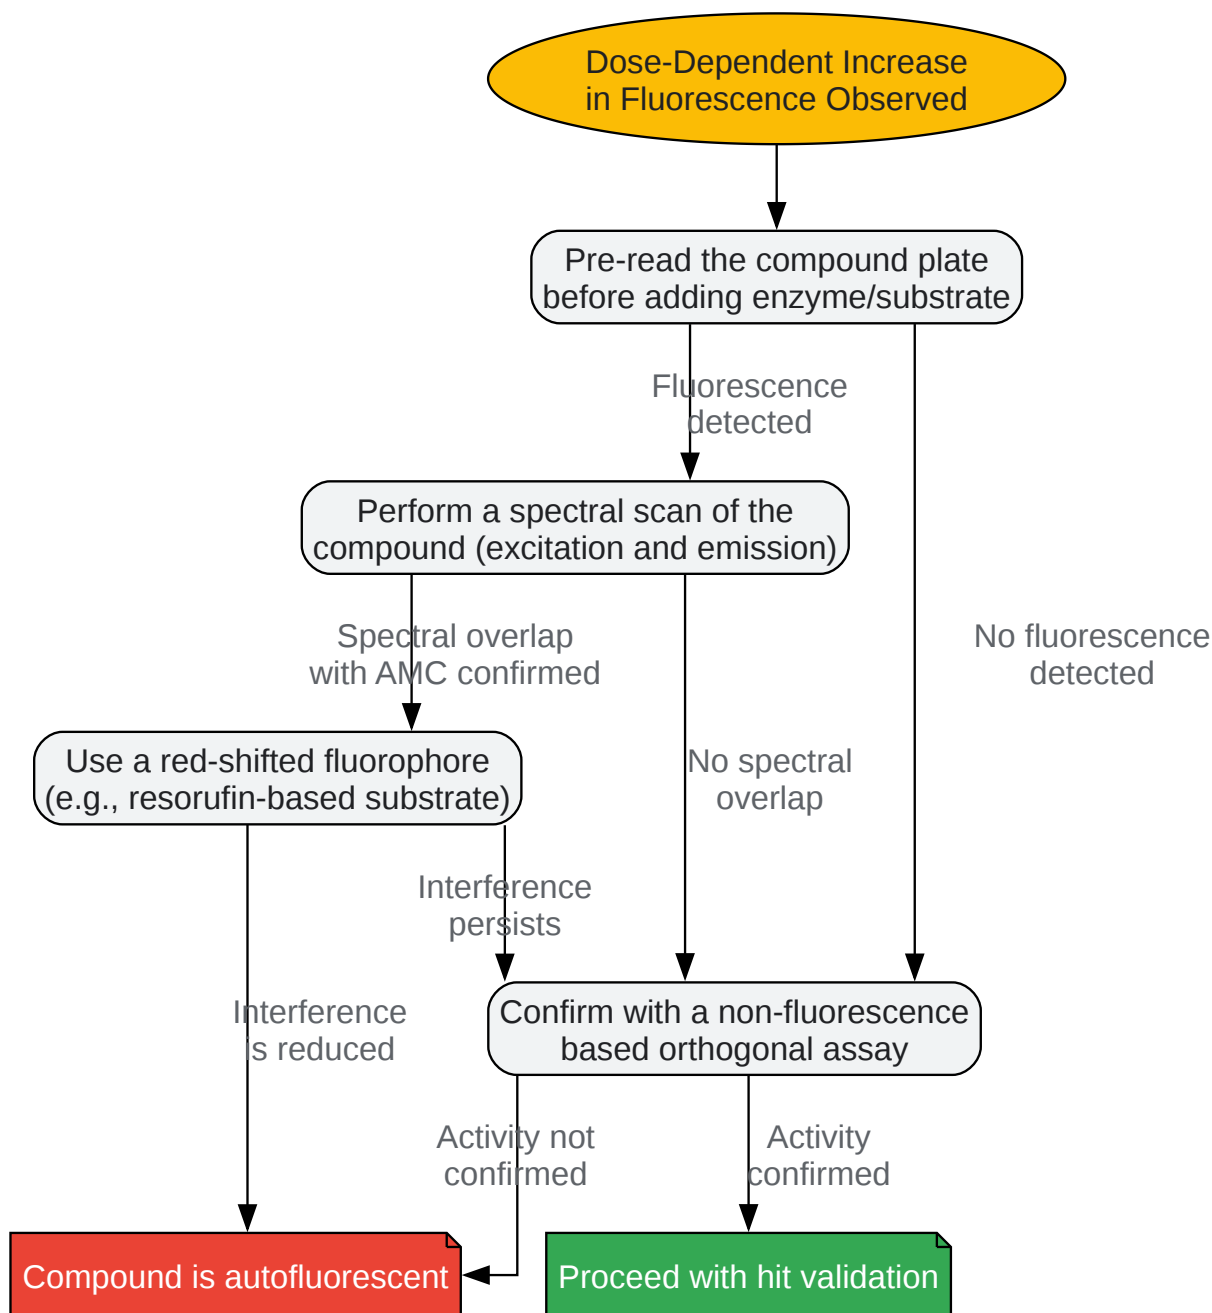 Dose-Dependent Increase
in Fluorescence Observed
Pre-read the compound plate
before adding enzyme/substrate
Fluorescence
detected
Perform a spectral scan of the
compound (excitation and emission)
Spectral overlap
with AMC confirmed
No fluorescence
detected
Use a red-shifted fluorophore
(e.g., resorufin-based substrate)
No spectral
overlap
Interference
persists
Interference
is reduced
Confirm with a non-fluorescence
based orthogonal assay
Activity not
confirmed
Activity
confirmed
Compound is autofluorescent
Proceed with hit validation